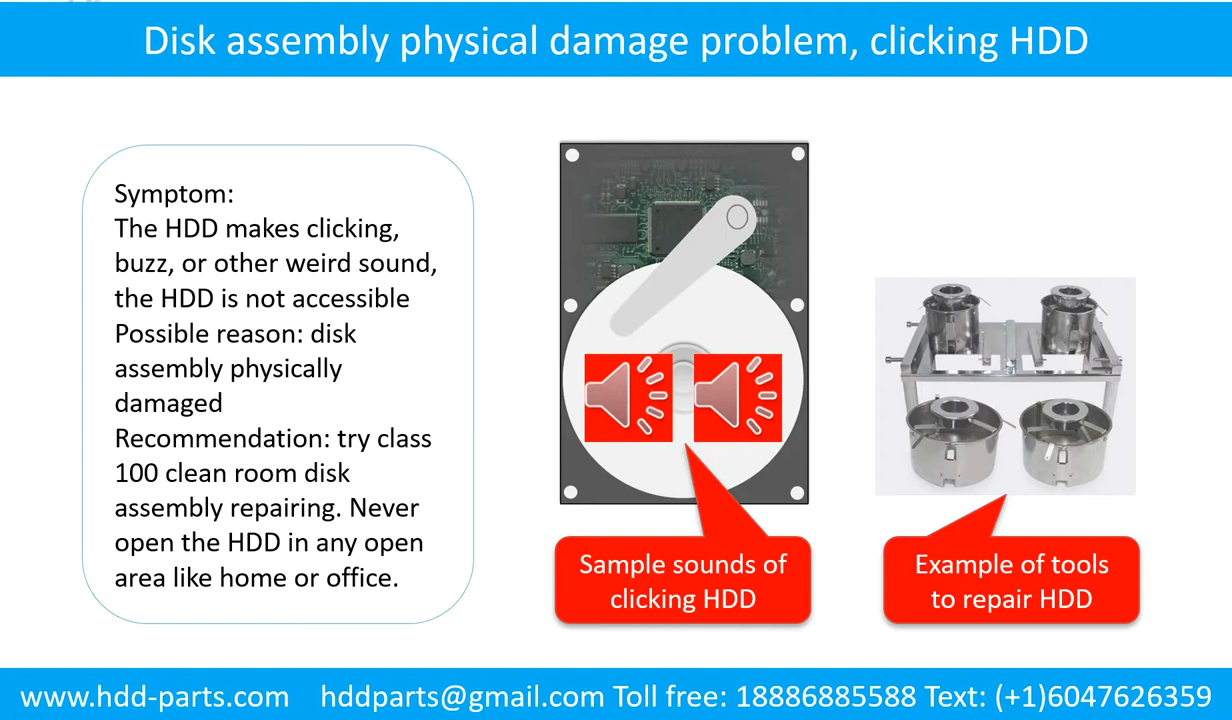 Disk assembly physical damage problem, clicking HDD
Symptom:
The HDD makes clicking,
buzz, or other weird sound,
the HDD is not accessible
Possible reason: disk
assembly physically
damaged
Recommendation: try class
100 clean room disk
assembly repairing. Never
open the HDD in any open
area like home or office.
Sample sounds of
clicking HDD
Example of tools
to repair HDD
www.hdd-parts.com hddparts@gmail.com Toll free: 18886885588 Text: (+1)6047626359